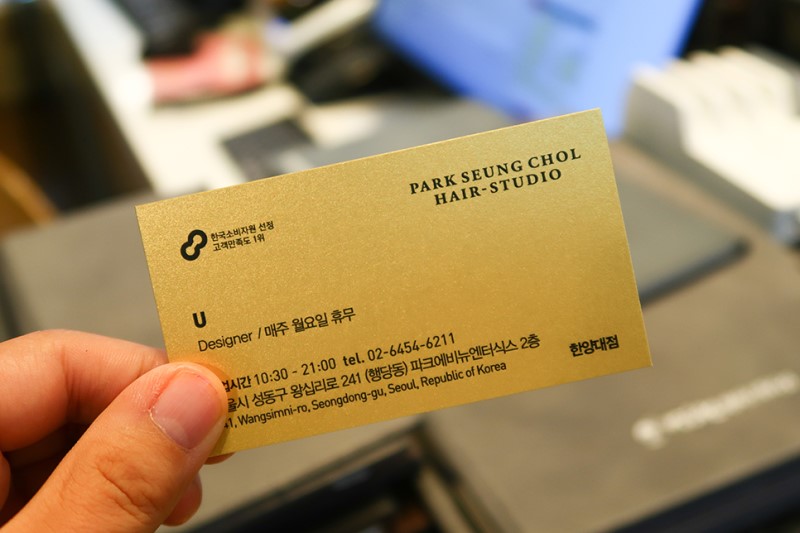 PARK SEUNG CHOL
HAIR-STUDIO
한국소비자원 선정
고객만족도 1위
U
Designer / 매주 월요일 휴무
업시간 10:30 - 21:00 tel. 02-6454-6211
울시 성동구 왕십리로 241 (행당동) 파크에비뉴엔터식스 2층
한양대점
41, Wangsimni-ro, Seongdong-gu, Seoul, Republic of Korea